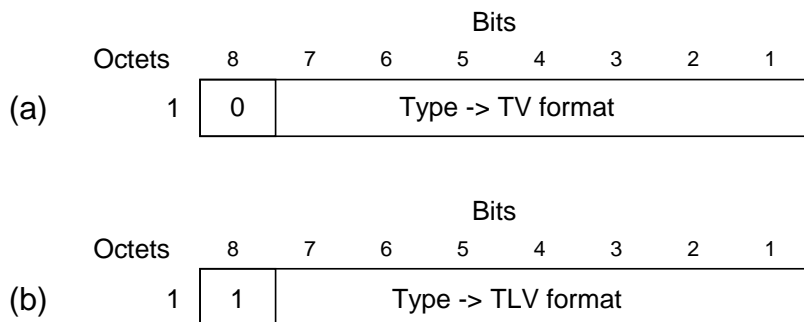 Bits
Octets 8 7 6 5 4 3 2 1
(a) 1 0 Type -> TV format
Bits
Octets 8 7 6 5 4 3 2 1
(b) 1 1 Type -> TLV format